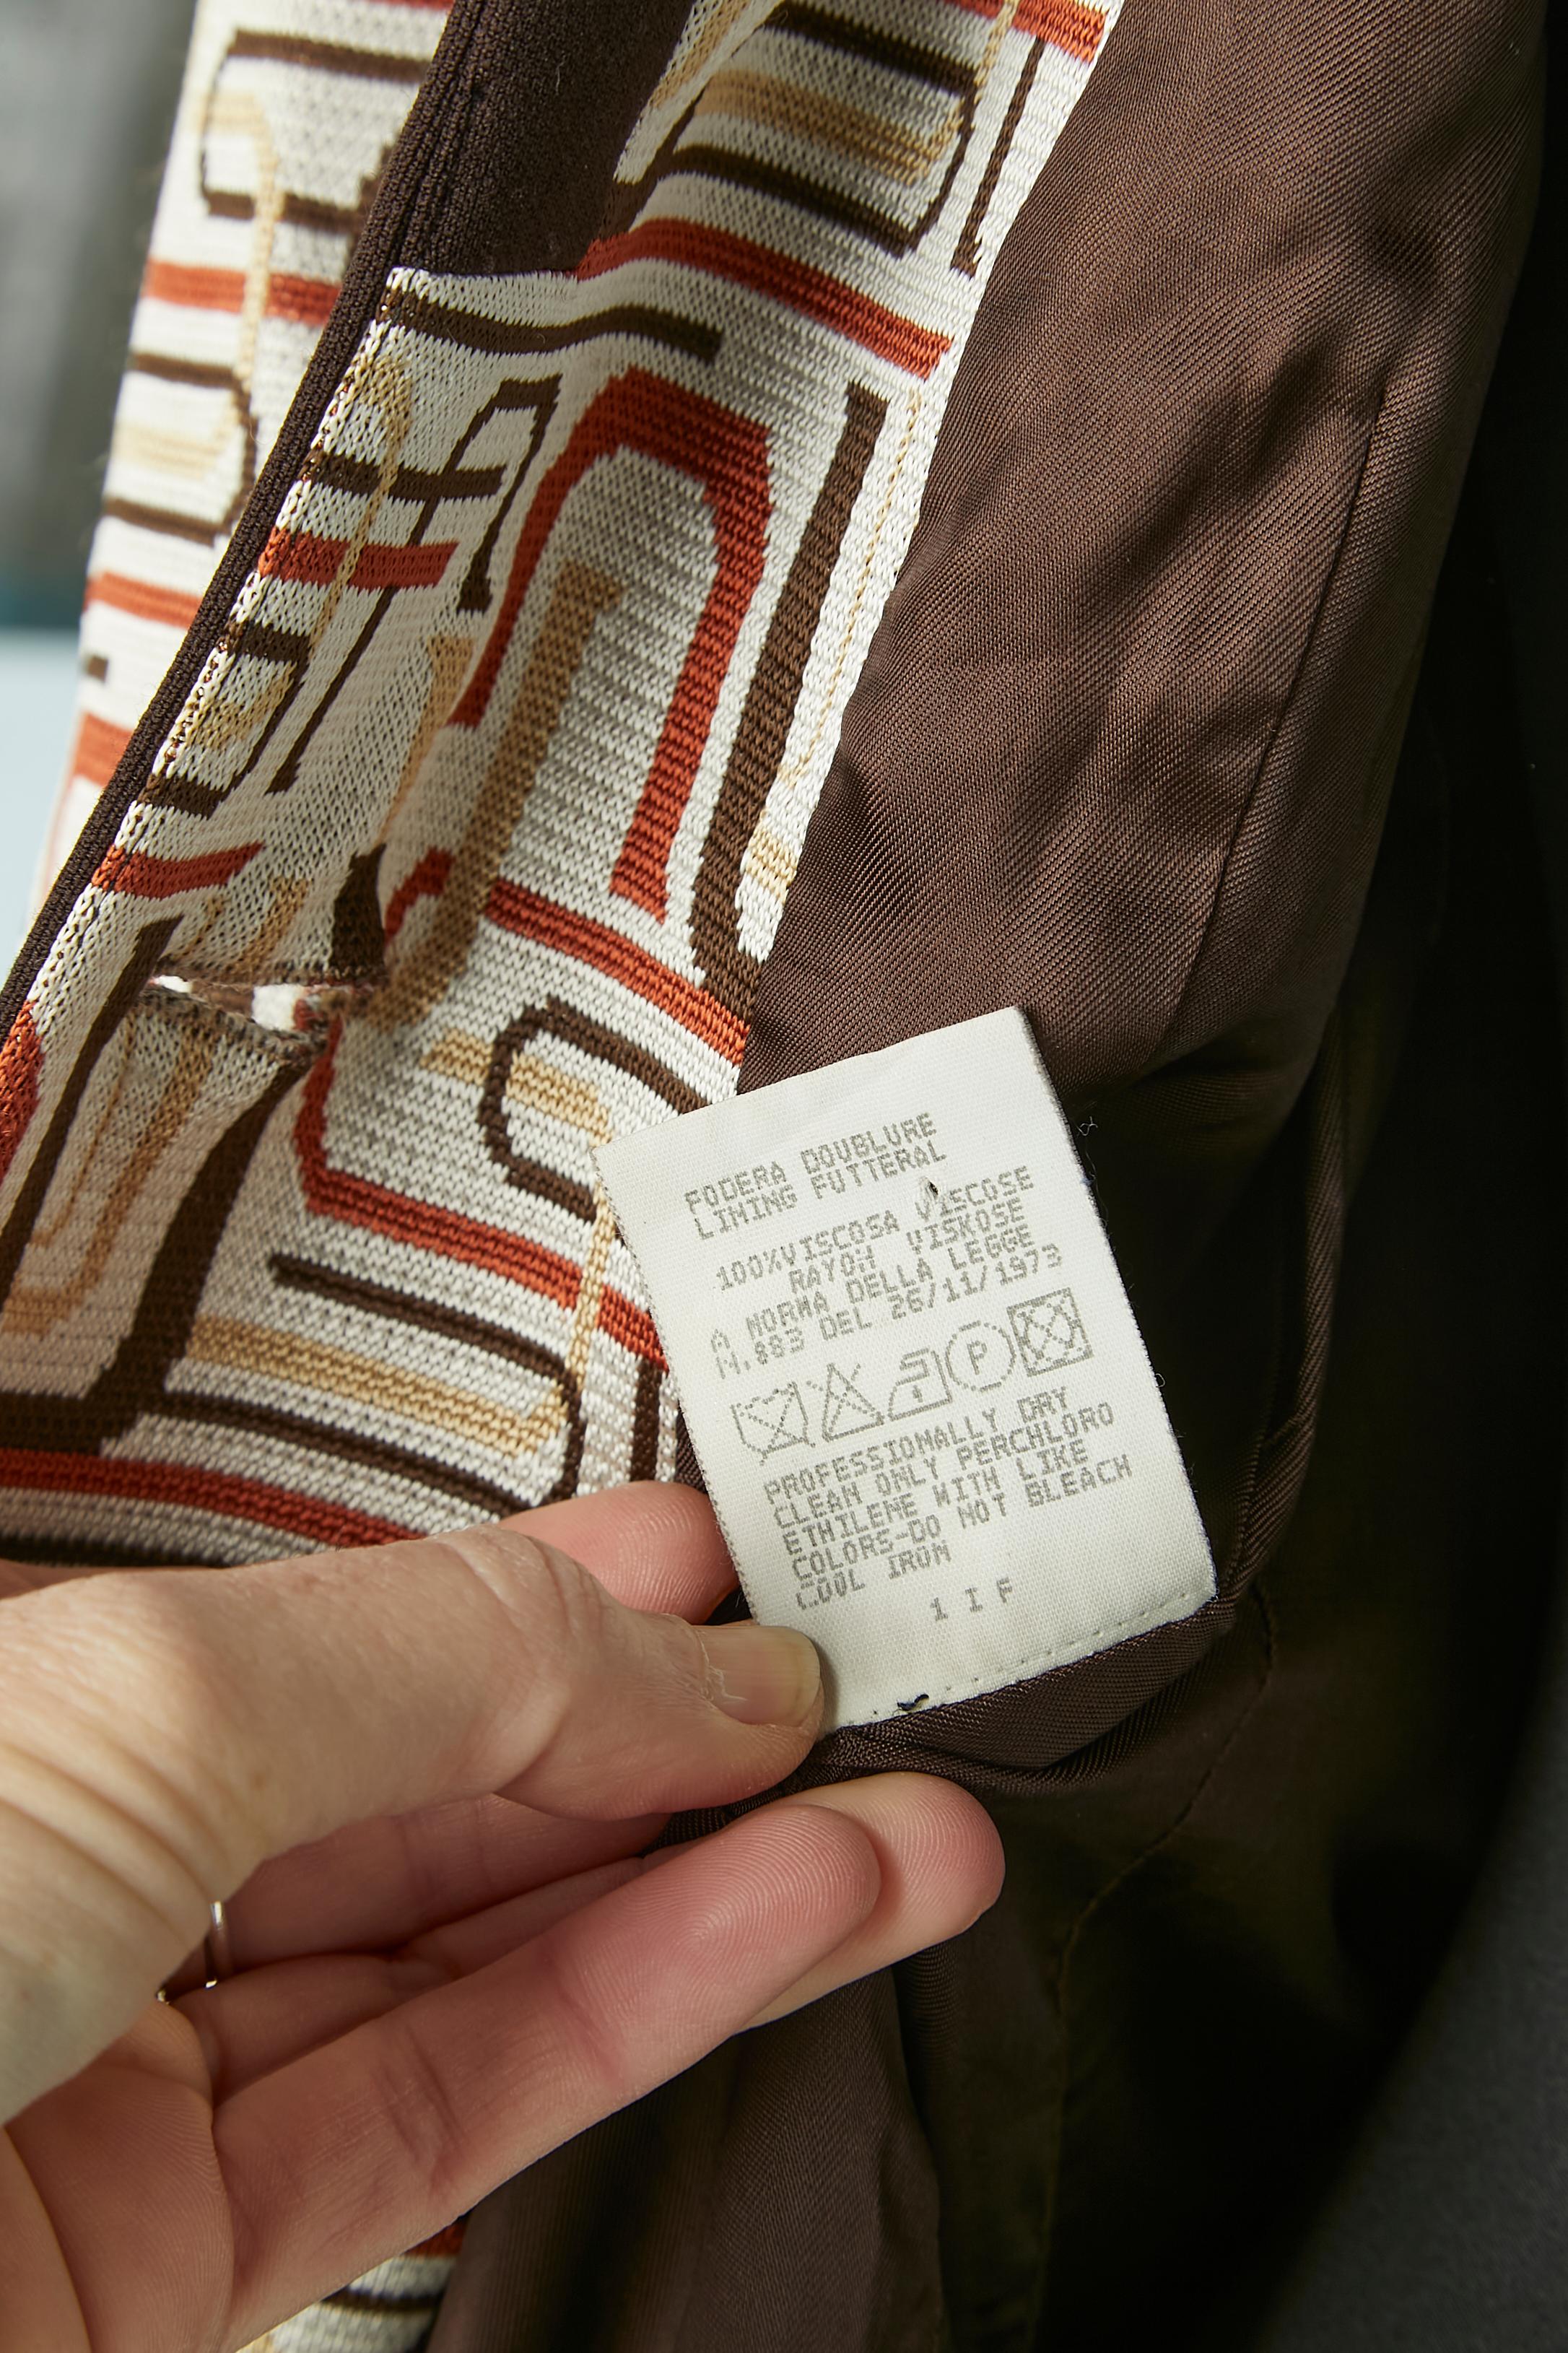 FODERA DOUBLURE
LINING FUTTERAL
100%VISCOSA VISCOSE
RAYON VISKOSE
A NORMA DELLA LEGGE
N.883 DEL 26/11/1973
P
PROFESSIONALLY DRY
CLEAN ONLY PERCHLORO
ETHILENE WITH LIKE
COLORS-DO NOT BLEACH
COOL IRON
1 I F